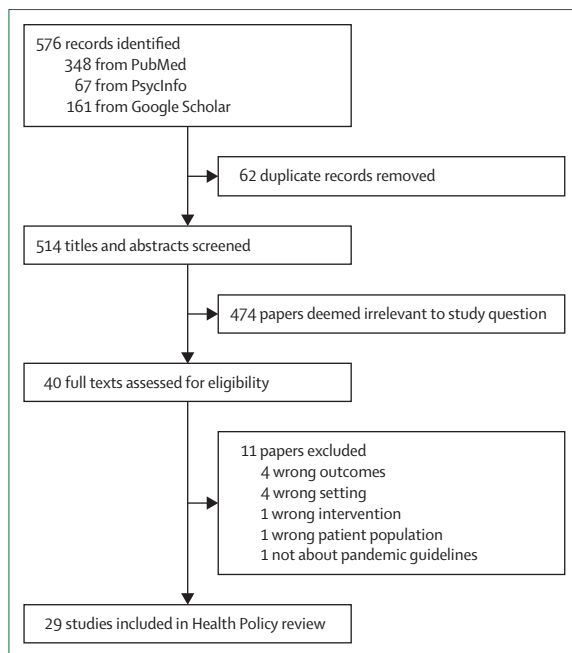 576 records identified
348 from PubMed
67 from PsycInfo
161 from Google Scholar
62 duplicate records removed
514 titles and abstracts screened
474 papers deemed irrelevant to study question
40 full texts assessed for eligibility
11 papers excluded
4 wrong outcomes
4 wrong setting
1 wrong intervention
1 wrong patient population
1 not about pandemic guidelines
29 studies included in Health Policy review